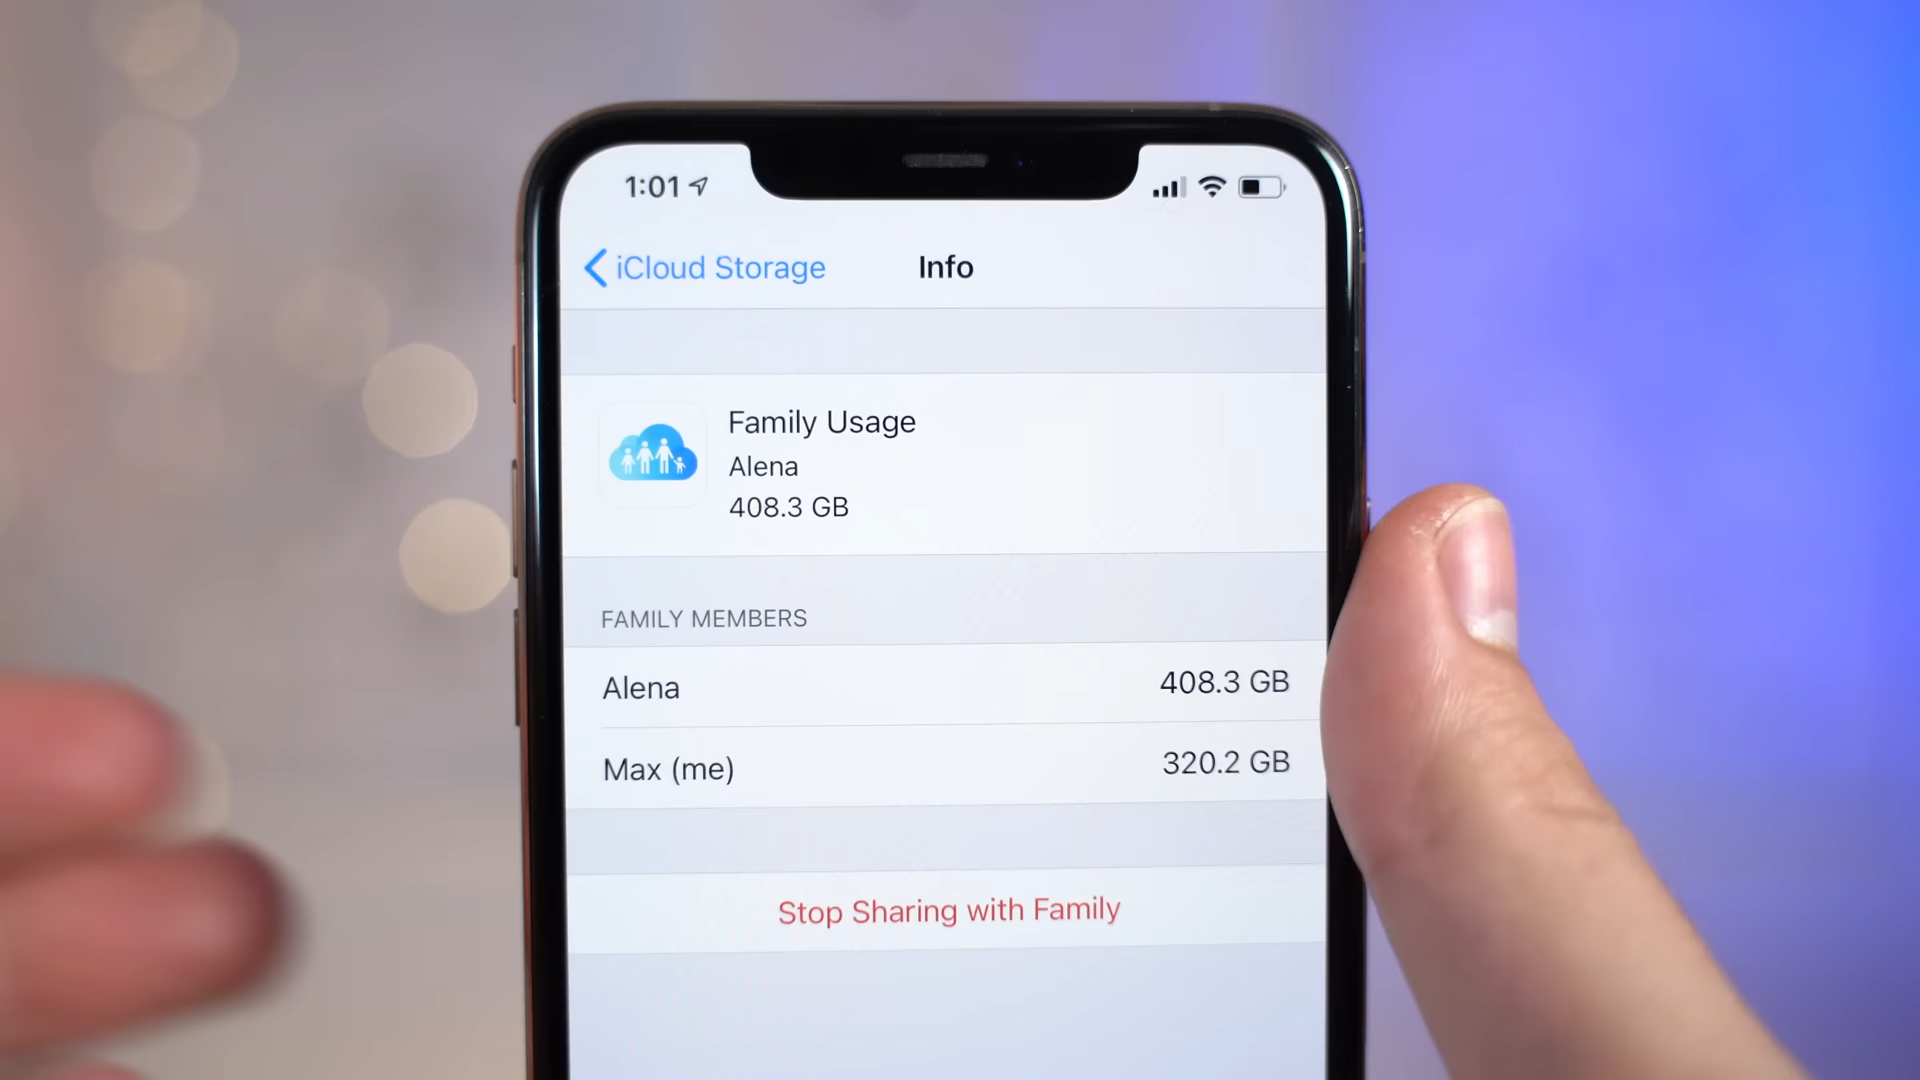 1:01
iCloud Storage
Info
Family Usage
Alena
408.3 GB
FAMILY MEMBERS
Alena 408.3 GB
Max (me) 320.2 GB
Stop Sharing with Family